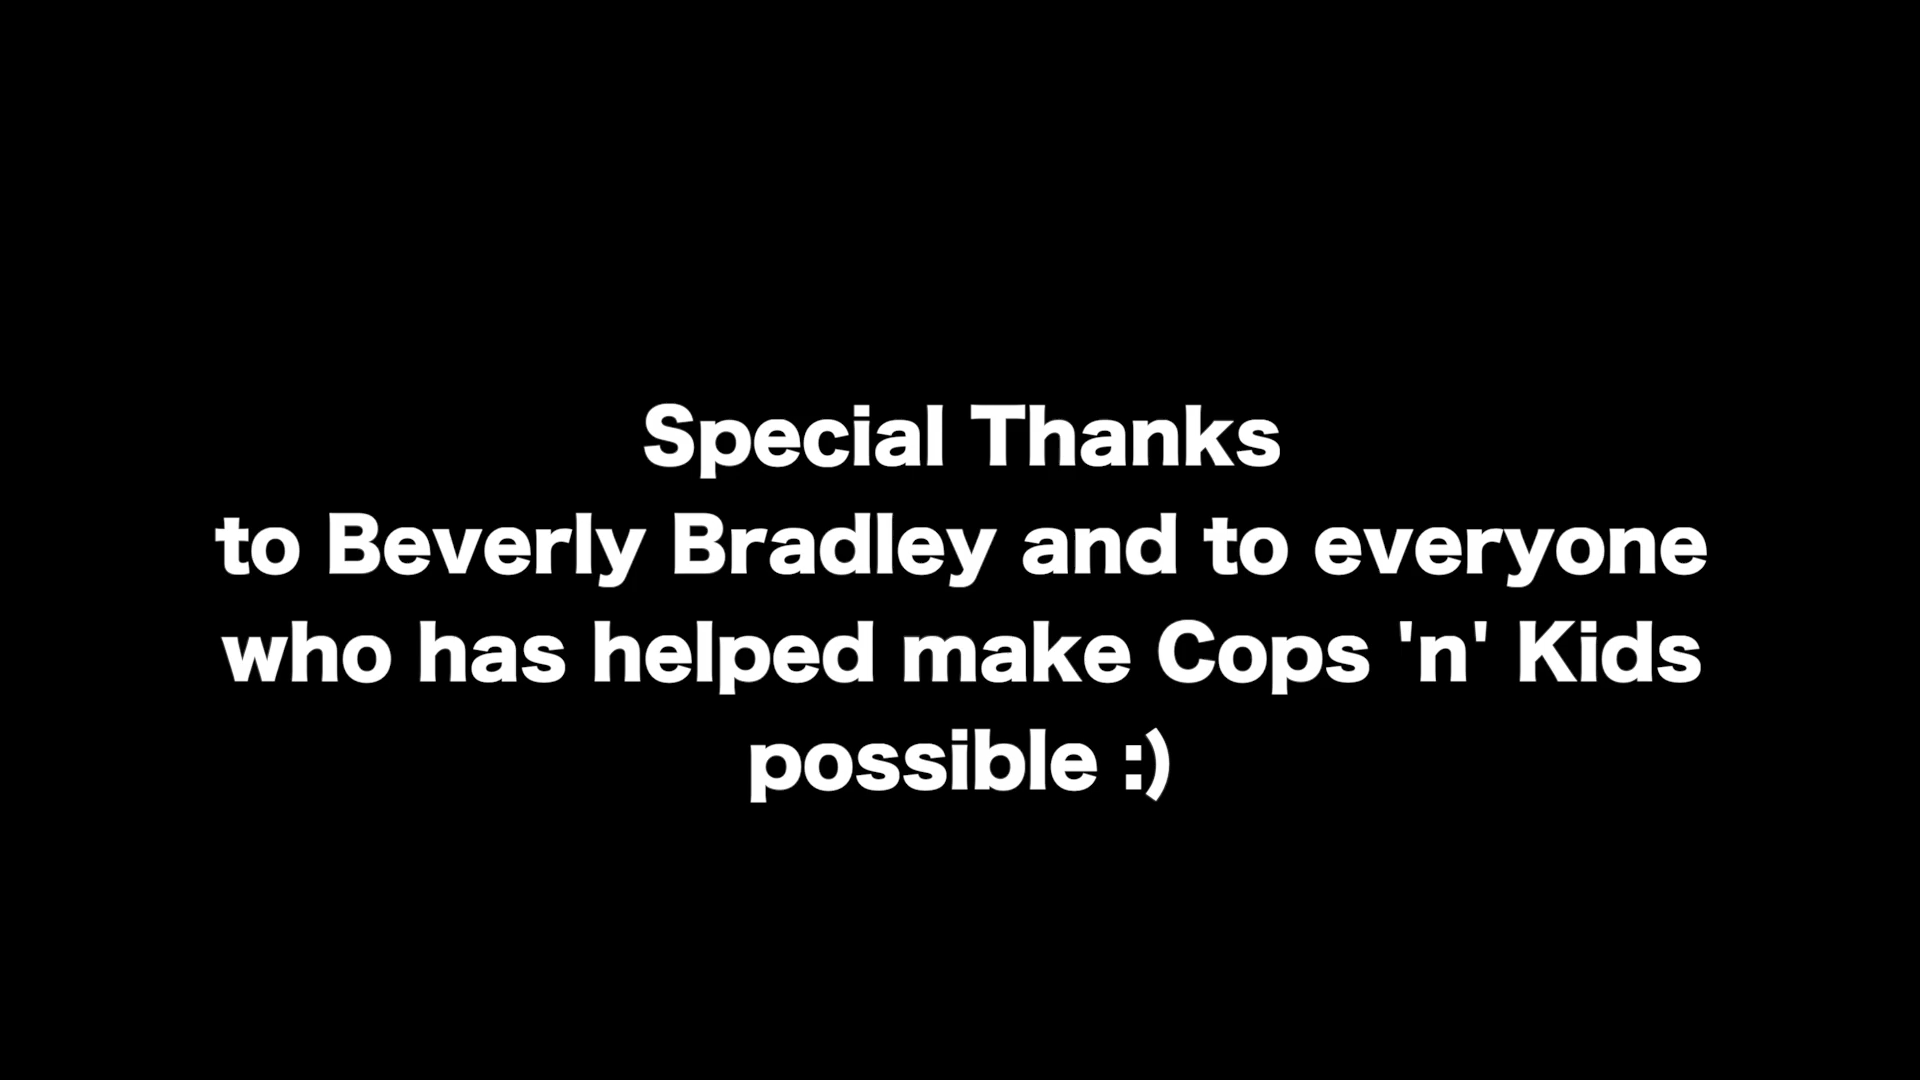 Special Thanks
to Beverly Bradley and to everyone
who has helped make Cops 'n' Kids
possible :)